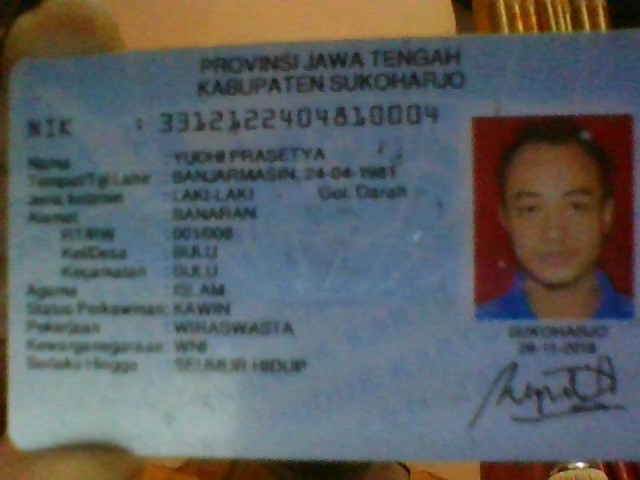 PROVINSI JAWA TENGAH
KABUPATEN SUKOHARJO
NIK : 3312122404810004
Nama : YUDHI PRASETYA
Tempat/Tgl Lahir : BANJARMASIN, 24-04-1981
Jenis Kelamin : LAKI-LAKI Gol. Darah
Alamat : BANARAN
RT/RW : 001/008
Kel/Desa : BULU
Kecamatan : BULU
Agama : ISLAM
Status Perkawinan : KAWIN
Pekerjaan : WIRASWASTA
Kewarganegaraan : WNI
Berlaku Hingga : SEUMUR HIDUP
SUKOHARJO